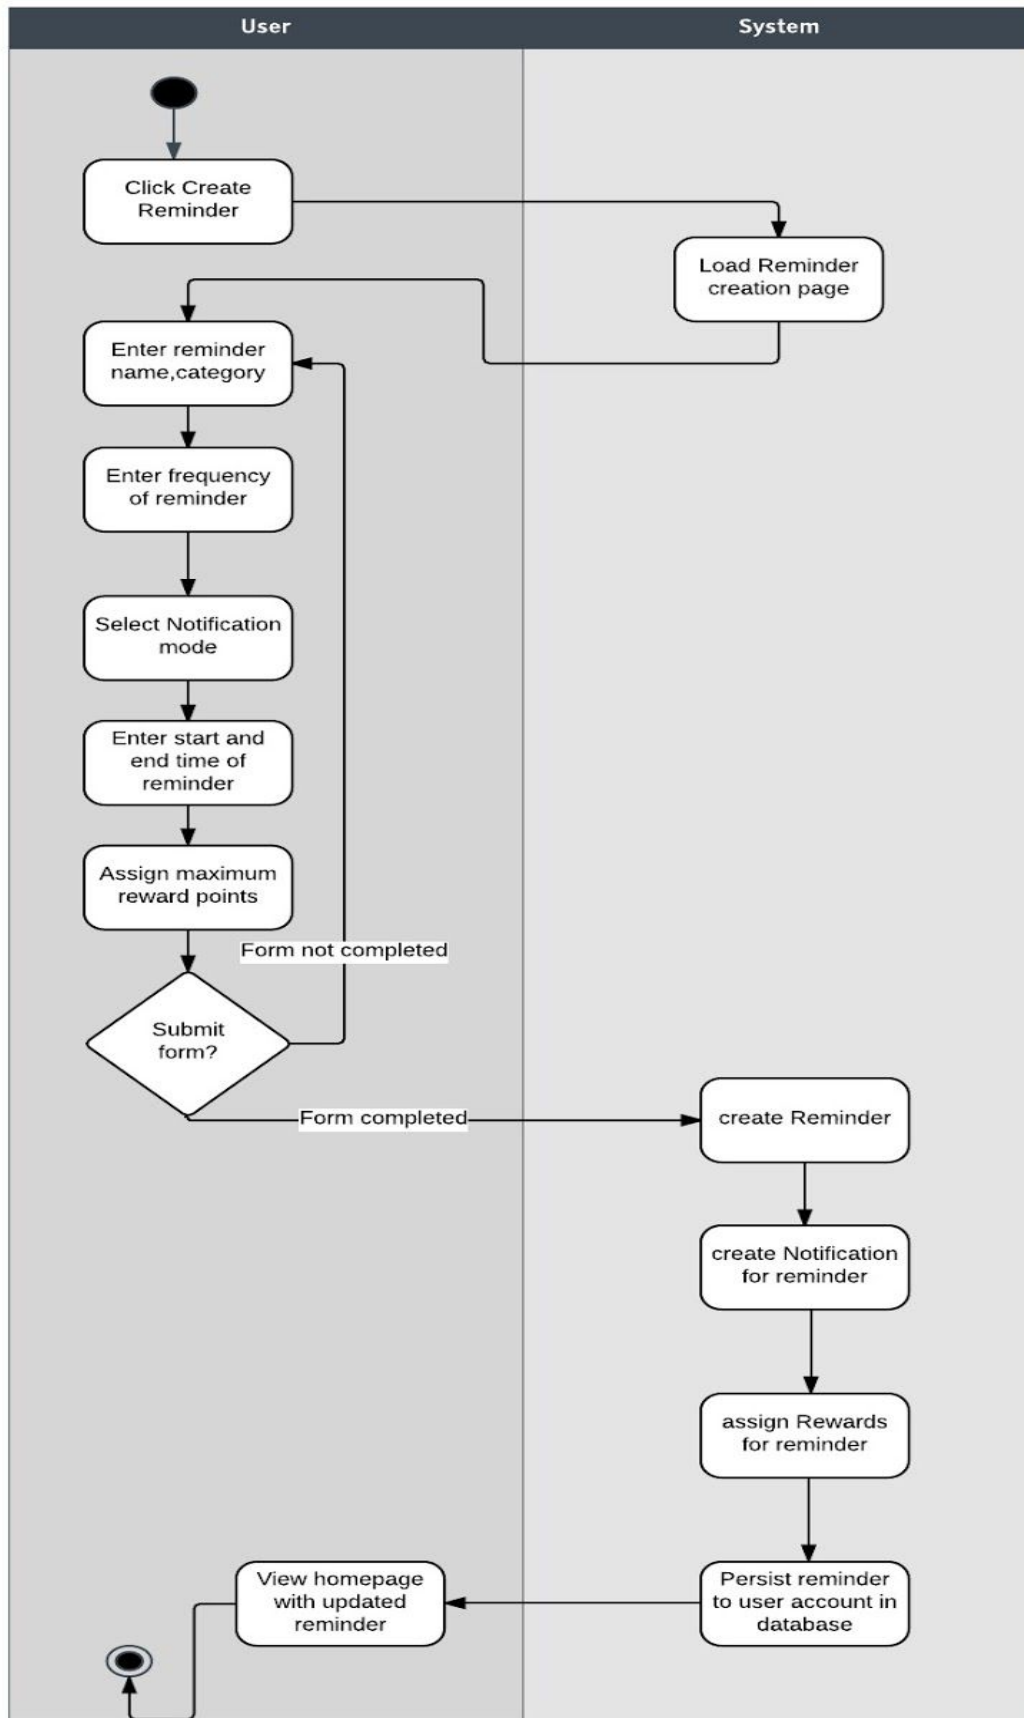 User
System
Click Create
Reminder
Load Reminder
creation page
Enter reminder
name,category
Enter frequency
of reminder
Select Notification
mode
Enter start and
end time of
reminder
Assign maximum
reward points
Form not completed
Submit
form?
Form completed
create Reminder
create Notification
for reminder
assign Rewards
for reminder
Persist reminder
to user account in
database
View homepage
with updated
reminder